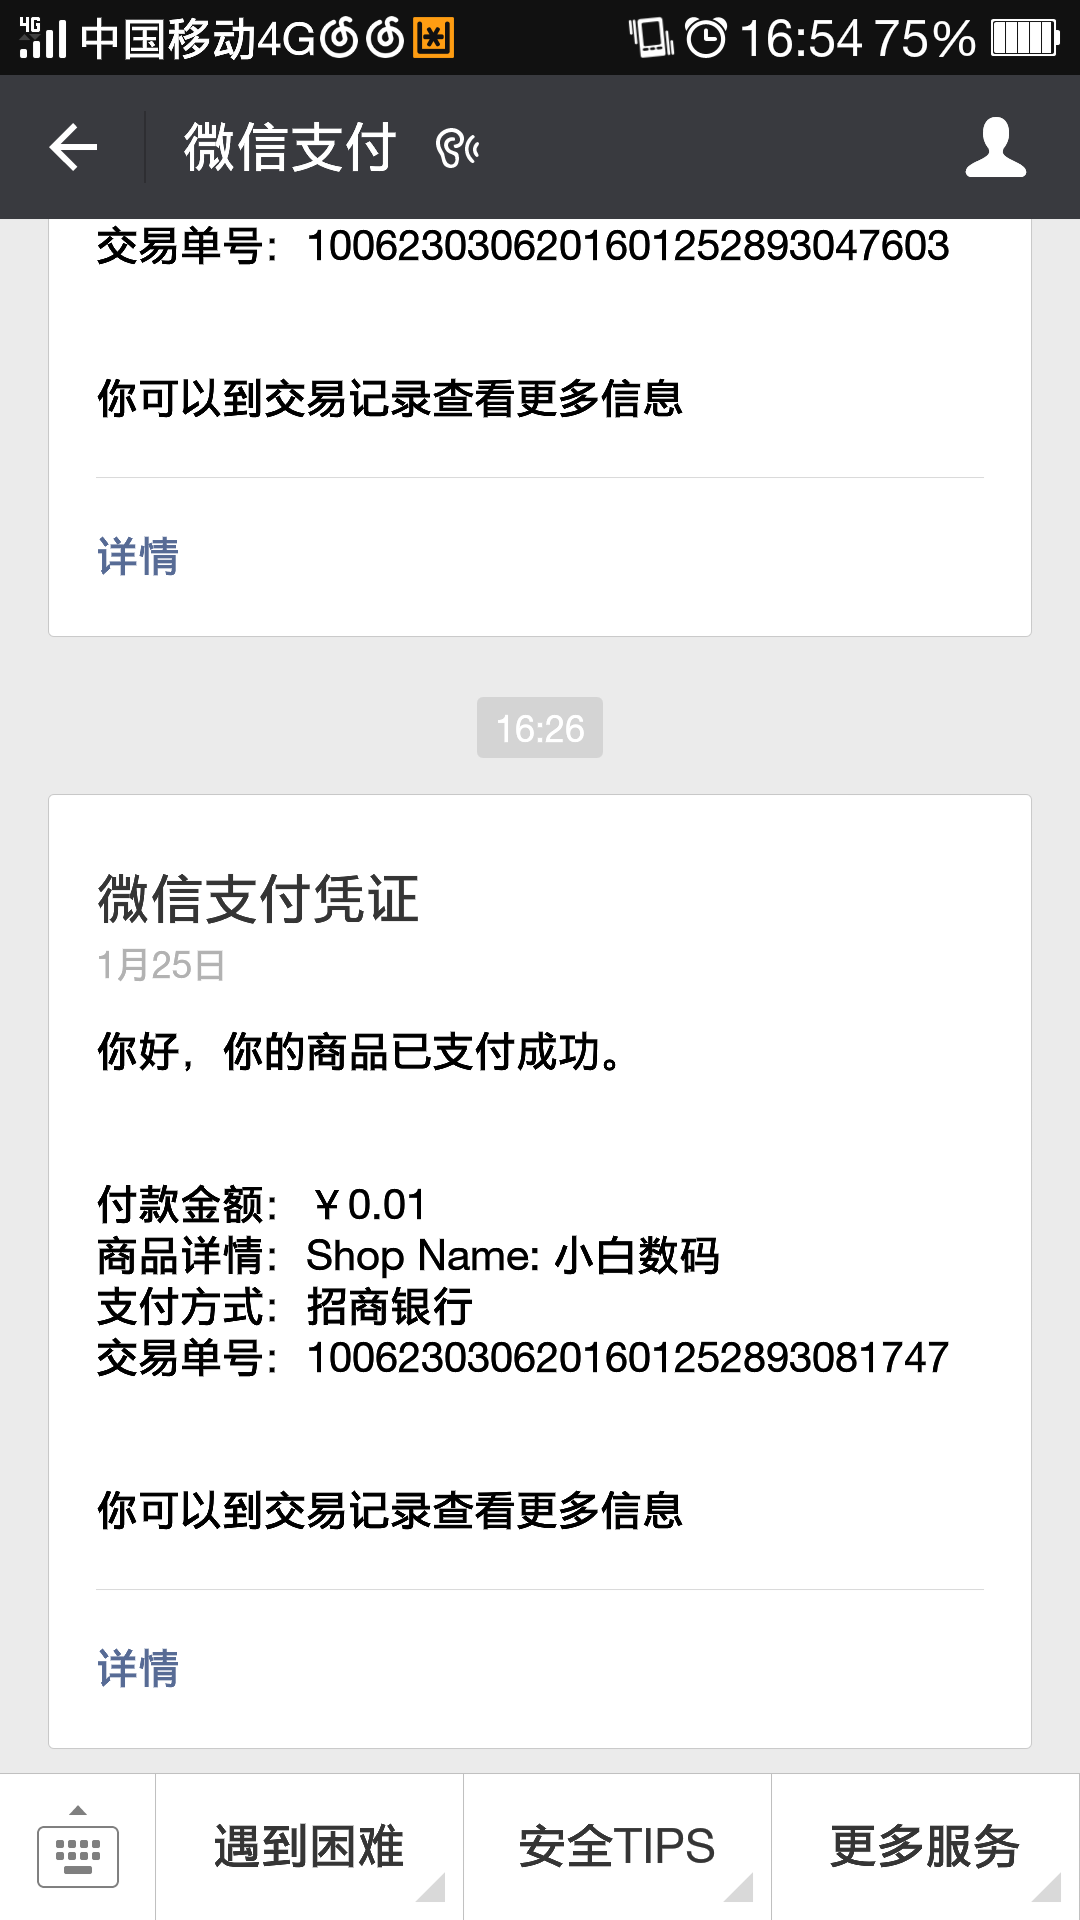 4G 中国移动4G 16:54 75%
微信支付
交易单号：1006230306201601252893047603
你可以到交易记录查看更多信息
详情
16:26
微信支付凭证
1月25日
你好，你的商品已支付成功。
付款金额：￥0.01
商品详情：Shop Name: 小白数码
支付方式：招商银行
交易单号：1006230306201601252893081747
你可以到交易记录查看更多信息
详情
遇到困难 安全TIPS 更多服务